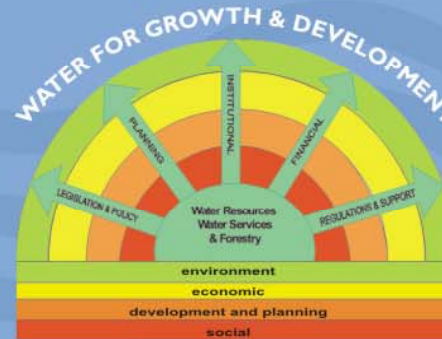 WATER FOR GROWTH & DEVELOPMENT
LEGISLATION & POLICY
PLANNING
INSTITUTIONAL
FINANCIAL
REGULATIONS & SUPPORT
Water Resources
Water Services
& Forestry
environment
economic
development and planning
social